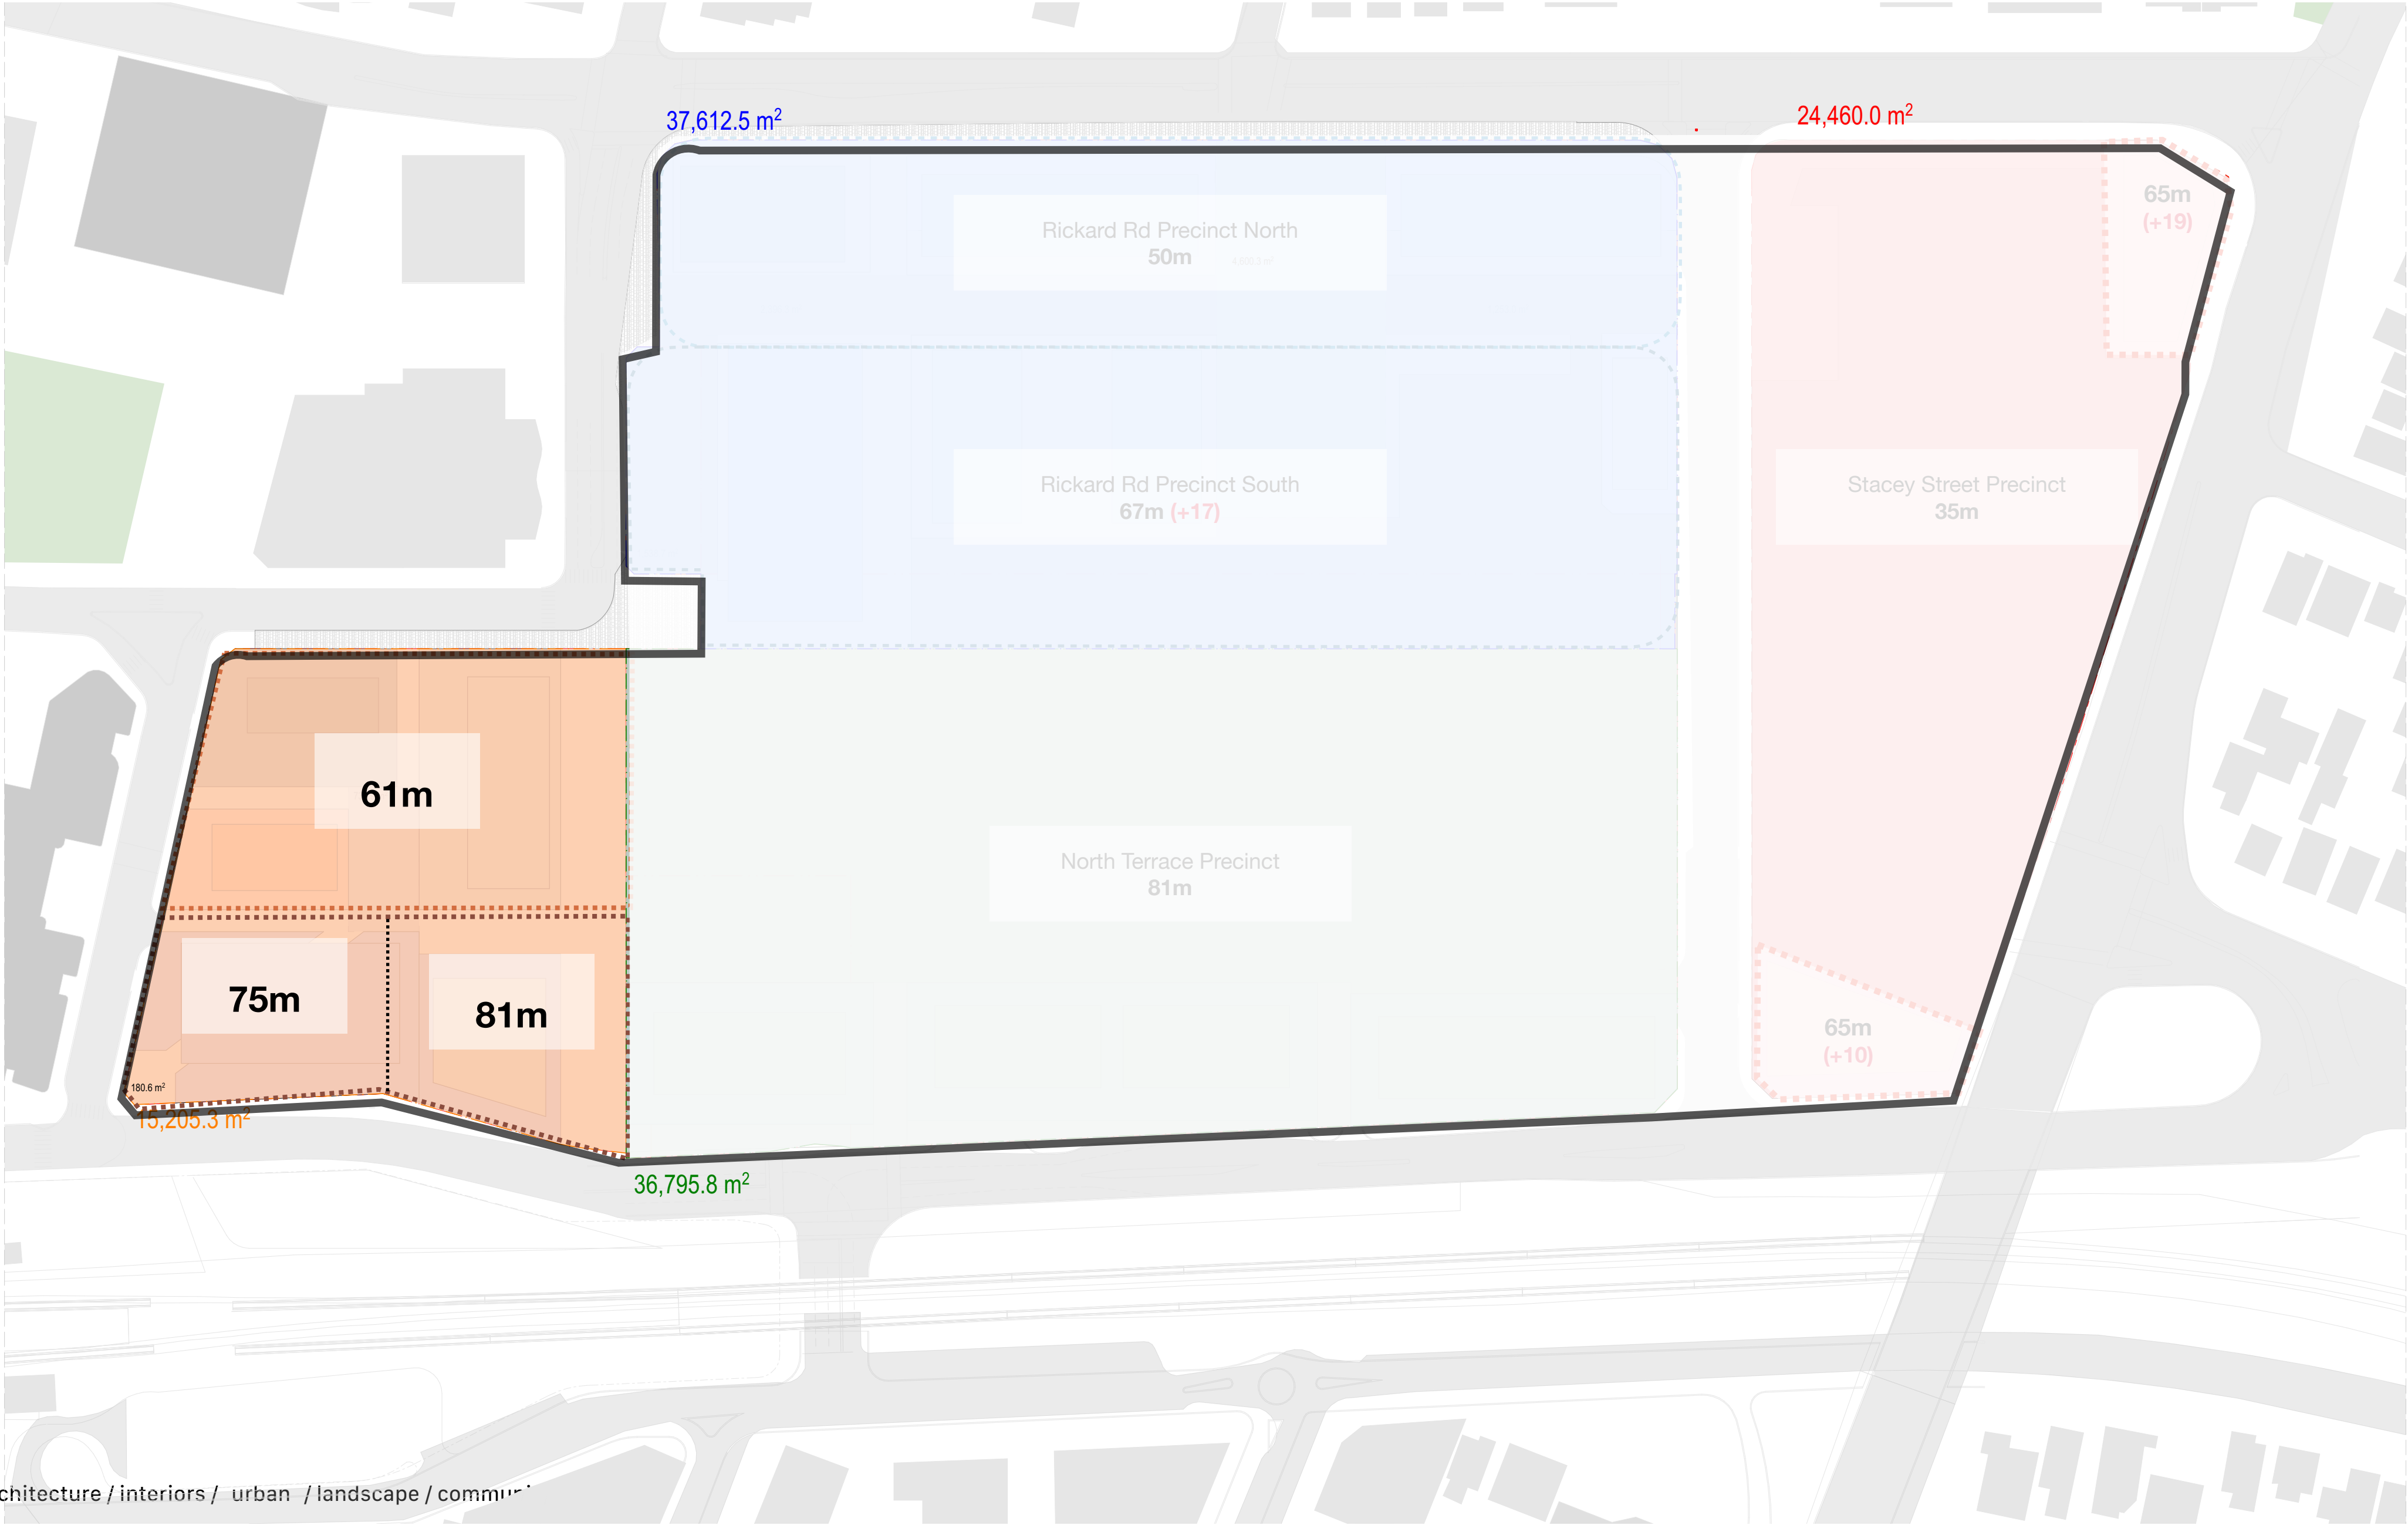 37,612.5 m²
24,460.0 m²
65m
(+19)
Rickard Rd Precinct North
50m
Rickard Rd Precinct South
67m (+17)
Stacey Street Precinct
35m
61m
North Terrace Precinct
81m
75m
81m
65m
(+10)
180.6 m²
15,205.3 m²
36,795.8 m²
chitecture / interiors / urban / landscape / communi